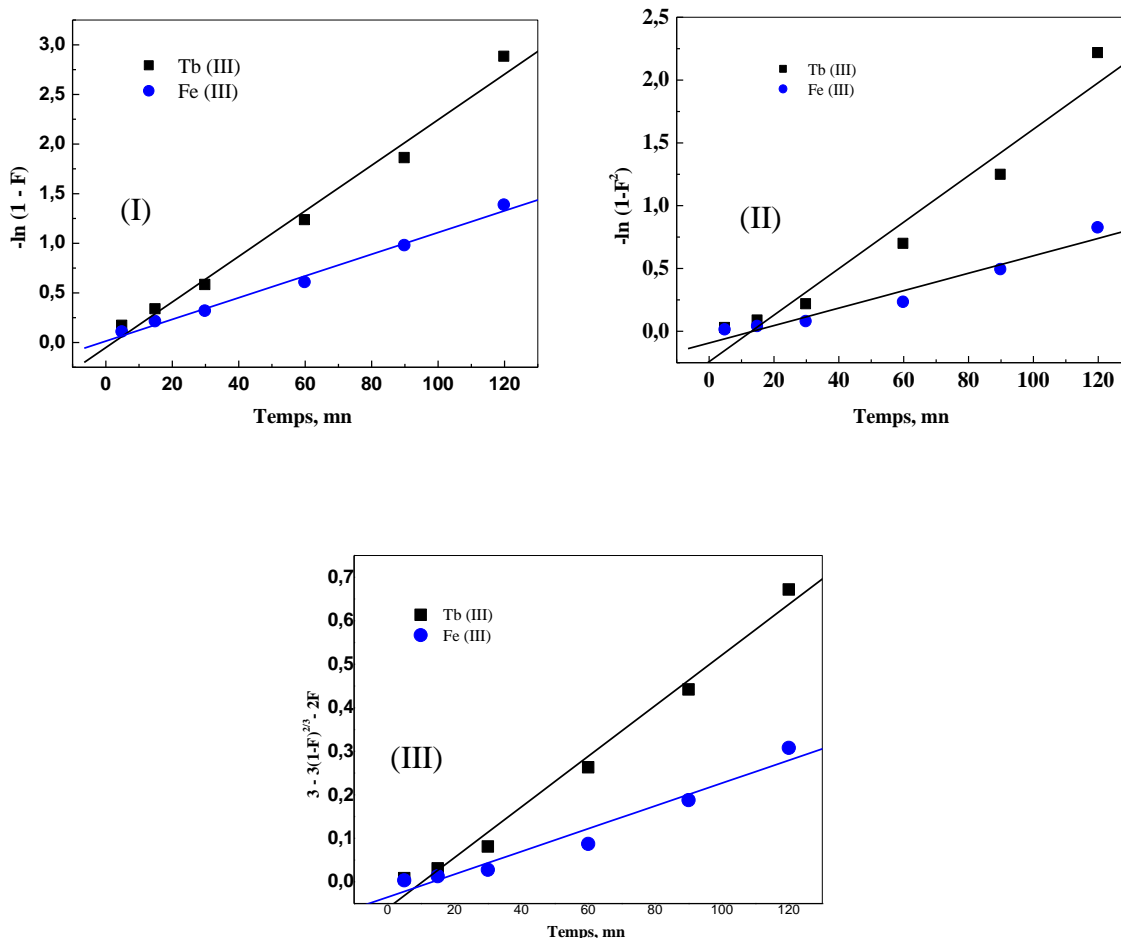 3,0
2,5
2,0
1,5
1,0
0,5
0,0
-ln (1 - F)
Tb (III)
Fe (III)
(I)
0 20 40 60 80 100 120
Temps, mn
2,5
2,0
1,5
1,0
0,5
0,0
-ln (1-F²)
Tb (III)
Fe (III)
(II)
0 20 40 60 80 100 120
Temps, mn
0,7
0,6
0,5
0,4
0,3
0,2
0,1
0,0
3 - 3(1-F)^2/3 - 2F
Tb (III)
Fe (III)
(III)
0 20 40 60 80 100 120
Temps, mn